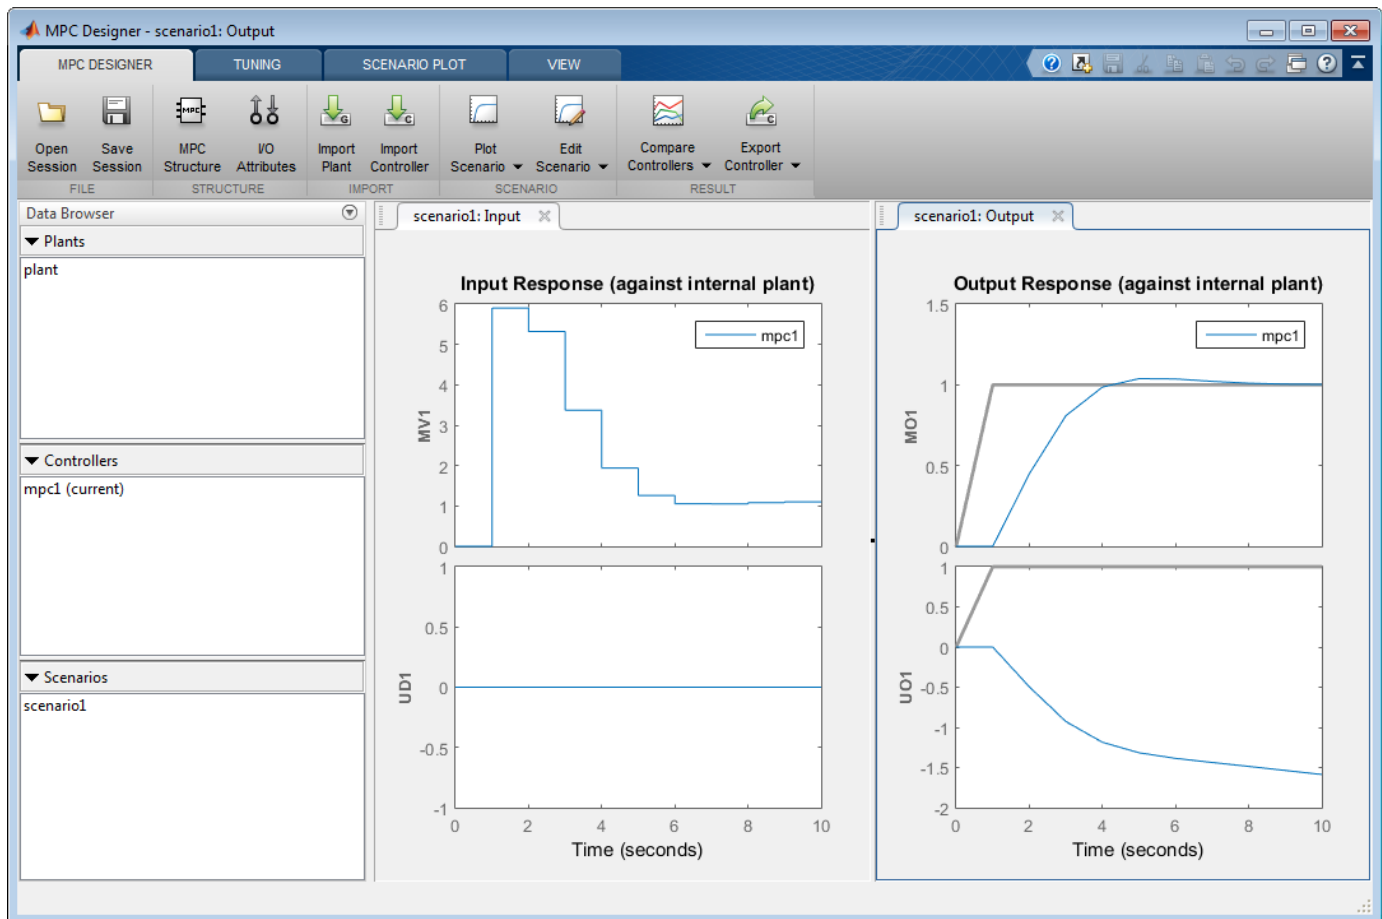 MPC Designer - scenario1: Output
MPC DESIGNER TUNING SCENARIO PLOT VIEW
MPC G C C
Open Session
Save Session
MPC Structure
I/O Attributes
Import Plant
Import Controller
Plot Scenario
Edit Scenario
Compare Controllers
Export Controller
FILE STRUCTURE IMPORT SCENARIO RESULT
Data Browser
Plants
plant
Controllers
mpc1 (current)
Scenarios
scenario1
scenario1: Input
Input Response (against internal plant)
mpc1
MV1
6
5
4
3
2
1
0
UD1
1
0.5
0
-0.5
-1
0 2 4 6 8 10
Time (seconds)
scenario1: Output
Output Response (against internal plant)
mpc1
MO1
1.5
1
0.5
0
UO1
1
0.5
0
-0.5
-1
-1.5
-2
0 2 4 6 8 10
Time (seconds)